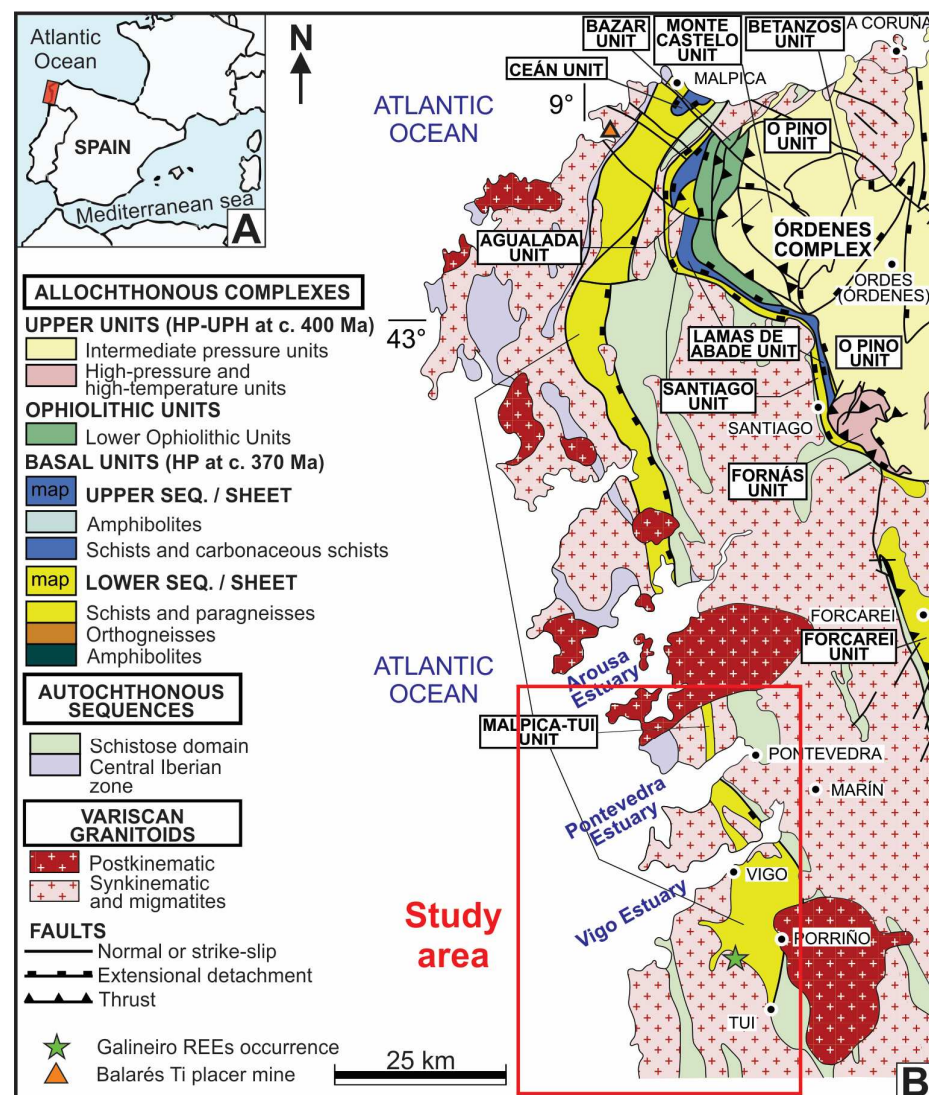 Atlantic
Ocean
SPAIN
Mediterranean sea
A
N
ATLANTIC
OCEAN
9°
43°
BAZAR
UNIT
MONTE
CASTELO
UNIT
BETANZOS
UNIT
A CORUÑA
CEÁN UNIT
MALPICA
O PINO
UNIT
AGUALADA
UNIT
ÓRDENES
COMPLEX
ORDES
(ÓRDENES)
LAMAS DE
ABADE UNIT
O PINO
UNIT
SANTIAGO
UNIT
SANTIAGO
FORNÁS
UNIT
FORCAREI
FORCAREI
UNIT
ATLANTIC
OCEAN
Arousa
Estuary
MALPICA-TUI
UNIT
PONTEVEDRA
MARÍN
Pontevedra
Estuary
VIGO
Vigo Estuary
Study
area
PORRIÑO
TUI
B
ALLOCHTHONOUS COMPLEXES
UPPER UNITS (HP-UPH at c. 400 Ma)
Intermediate pressure units
High-pressure and
high-temperature units
OPHIOLITHIC UNITS
Lower Ophiolithic Units
BASAL UNITS (HP at c. 370 Ma)
map UPPER SEQ. / SHEET
Amphibolites
Schists and carbonaceous schists
map LOWER SEQ. / SHEET
Schists and paragneisses
Orthogneisses
Amphibolites
AUTOCHTHONOUS
SEQUENCES
Schistose domain
Central Iberian
zone
VARISCAN
GRANITOIDS
Postkinematic
Synkinematic
and migmatites
FAULTS
Normal or strike-slip
Extensional detachment
Thrust
Galineiro REEs occurrence
Balarés Ti placer mine
25 km